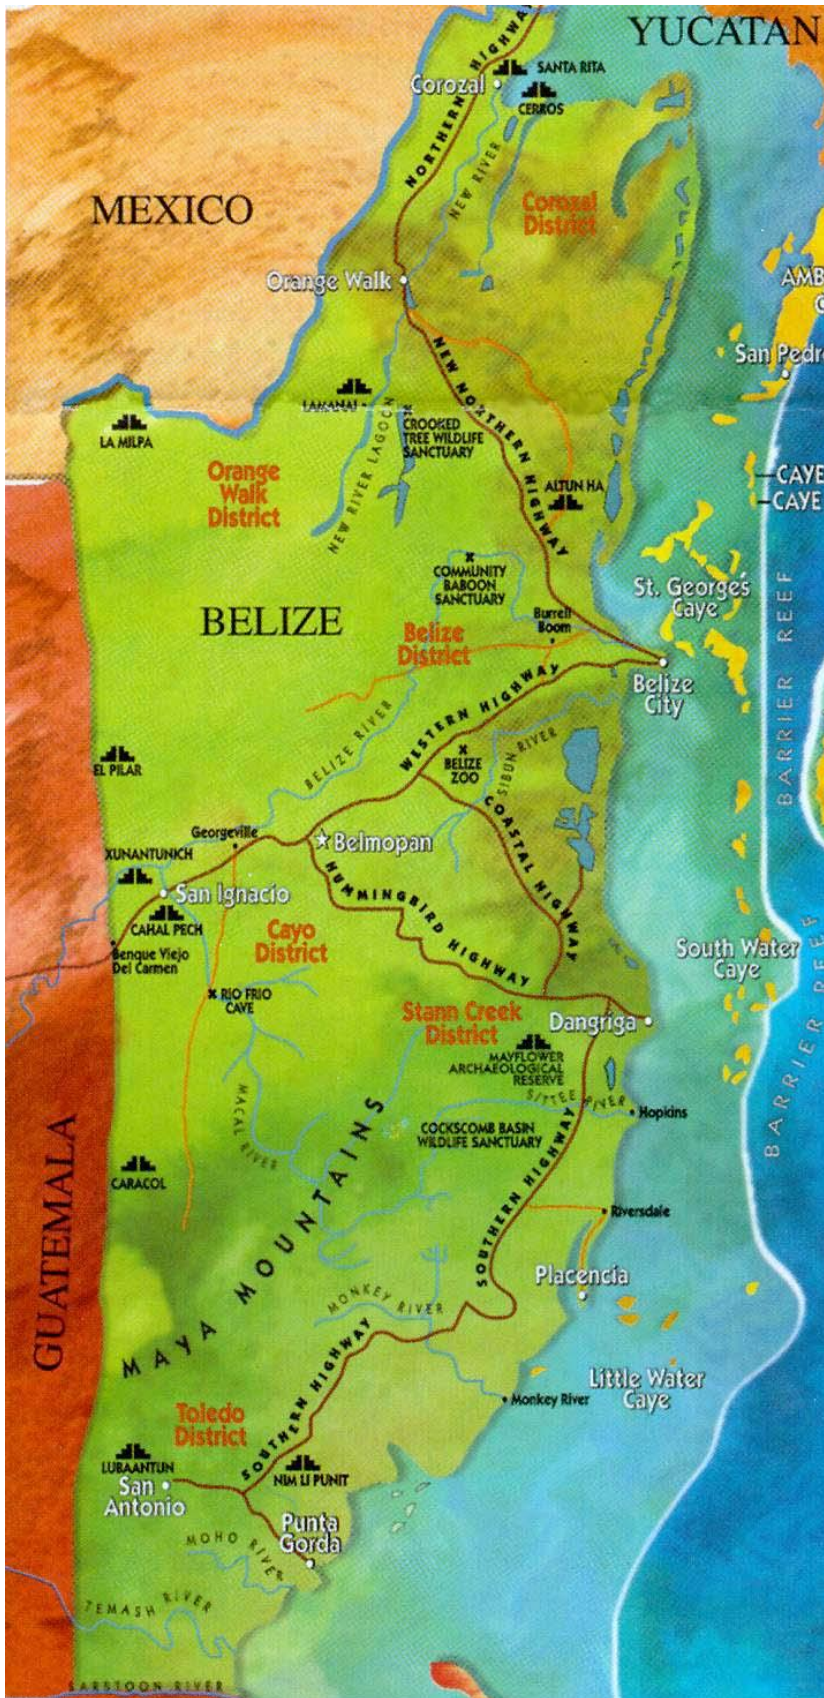 YUCATAN
NORTHERN HIGHWAY
SANTA RITA
Corozal
CERROS
NEW RIVER
MEXICO
Corozal
District
Orange Walk
AMB
San Pedro
NEW NORTHERN HIGHWAY
LAMANAI
LA MILPA
CROOKED
TREE WILDLIFE
SANCTUARY
Orange
Walk
District
NEW RIVER LAGOON
ALTUN HA
CAYE
CAYE
COMMUNITY
BABOON
SANCTUARY
St. George's
Caye
BARRIER REEF
BELIZE
Burrell
Boom
Belize
District
Belize
City
WESTERN HIGHWAY
BELIZE RIVER
BELIZE
ZOO
SIBUN RIVER
EL PILAR
COASTAL HIGHWAY
Georgeville
Belmopan
XUNANTUNICH
San Ignacio
HUMMINGBIRD HIGHWAY
CAHAL PECH
Cayo
District
Benque Viejo
Del Carmen
South Water
Caye
RIO FRIO
CAVE
Stann Creek
District
Dangriga
BARRIER REEF
MAYFLOWER
ARCHAEOLOGICAL
RESERVE
SITTEE RIVER
Hopkins
MACAL RIVER
COCKSCOMB BASIN
WILDLIFE SANCTUARY
MAYA MOUNTAINS
CARACOL
SOUTHERN HIGHWAY
Riversdale
GUATEMALA
Placencia
MONKEY RIVER
Little Water
Caye
Monkey River
SOUTHERN HIGHWAY
Toledo
District
LUBAANTUN
NIM LI PUNIT
San
Antonio
Punta
Gorda
MOHO RIVER
TEMASH RIVER
SARSTOON RIVER